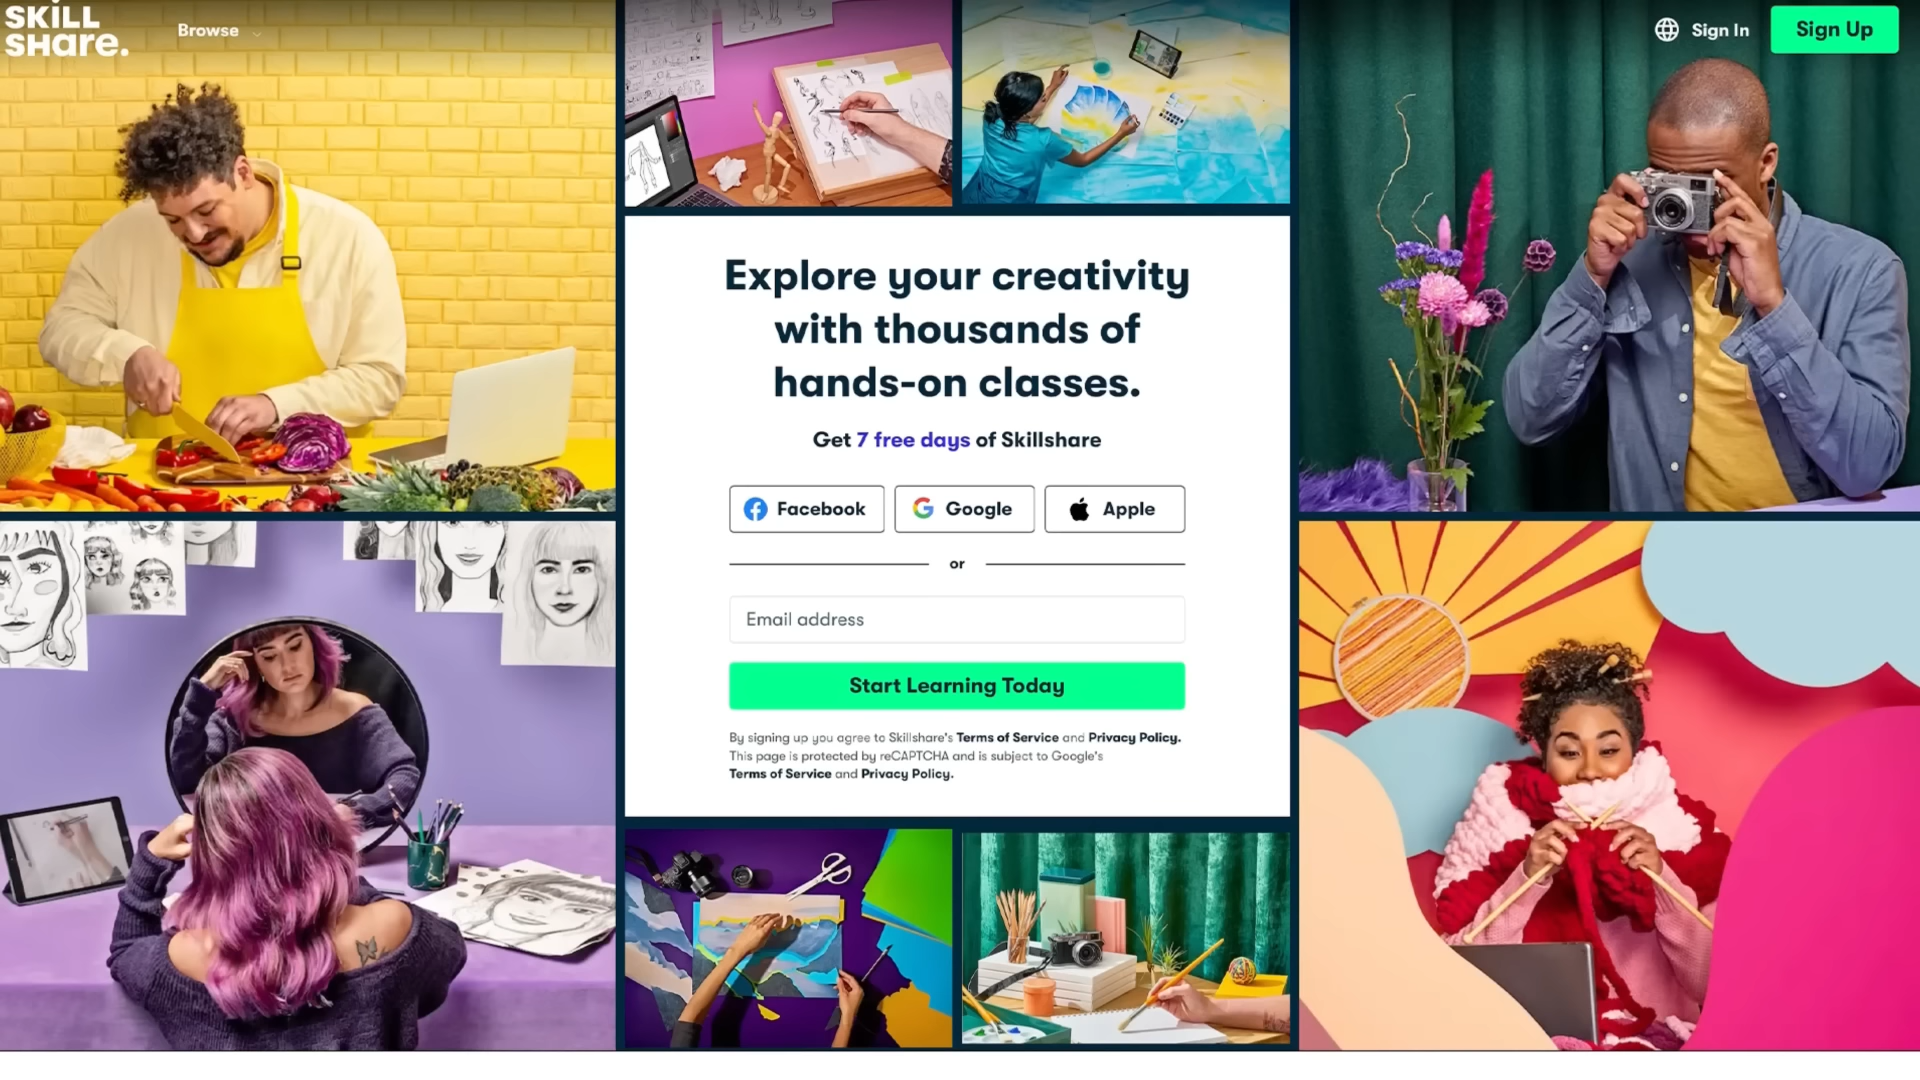 SKILL
SHare.
Browse
Sign In
Sign Up
Explore your creativity
with thousands of
hands-on classes.
Get 7 free days of Skillshare
Facebook
Google
Apple
or
Email address
Start Learning Today
By signing up you agree to Skillshare's Terms of Service and Privacy Policy.
This page is protected by reCAPTCHA and is subject to Google's
Terms of Service and Privacy Policy.